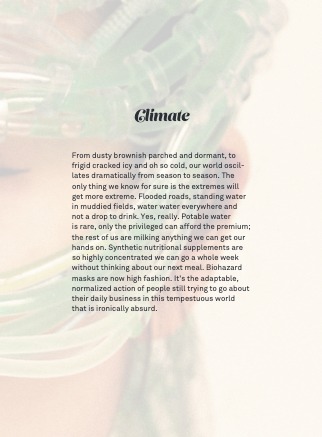 Climate
From dusty brownish parched and dormant, to
frigid cracked icy and oh so cold, our world oscil-
lates dramatically from season to season. The
only thing we know for sure is the extremes will
get more extreme. Flooded roads, standing water
in muddied fields, water water everywhere and
not a drop to drink. Yes, really. Potable water
is rare, only the privileged can afford the premium;
the rest of us are milking anything we can get our
hands on. Synthetic nutritional supplements are
so highly concentrated we can go a whole week
without thinking about our next meal. Biohazard
masks are now high fashion. It's the adaptable,
normalized action of people still trying to go about
their daily business in this tempestuous world
that is ironically absurd.